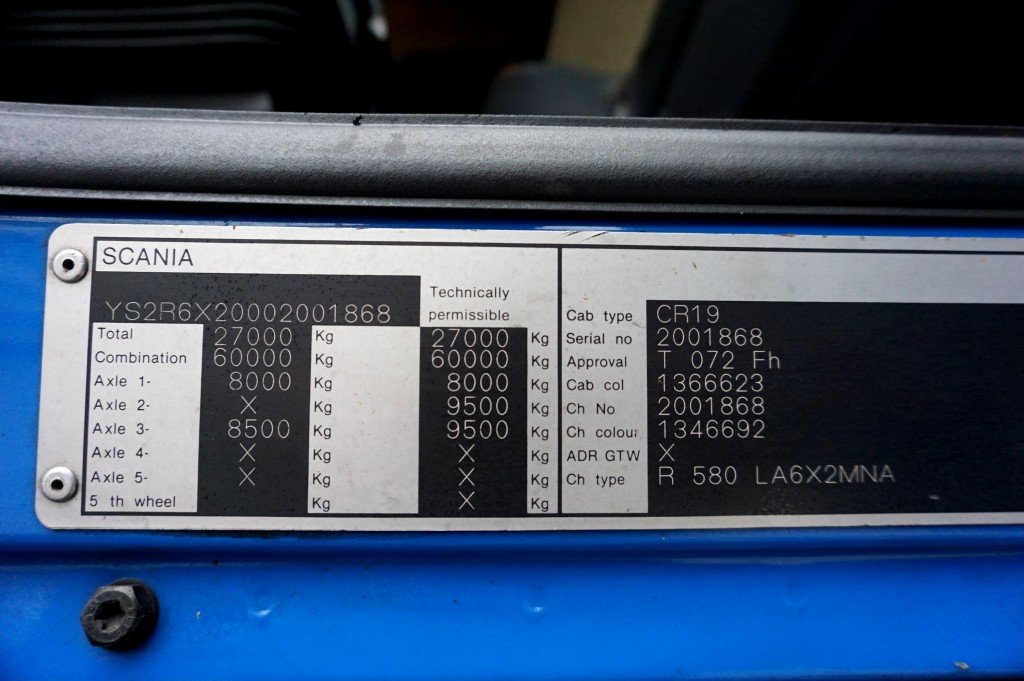 SCANIA
YS2R6X20002001868
Technically
permissible
Total 27000 Kg 27000 Kg
Combination 60000 Kg 60000 Kg
Axle 1- 8000 Kg 8000 Kg
Axle 2- X Kg 9500 Kg
Axle 3- 8500 Kg 9500 Kg
Axle 4- X Kg X Kg
Axle 5- X Kg X Kg
5 th wheel Kg X Kg
Cab type CR19
Serial no 2001868
Approval T 072 Fh
Cab col 1366623
Ch No 2001868
Ch colour 1346692
ADR GTW X
Ch type R 580 LA6X2MNA